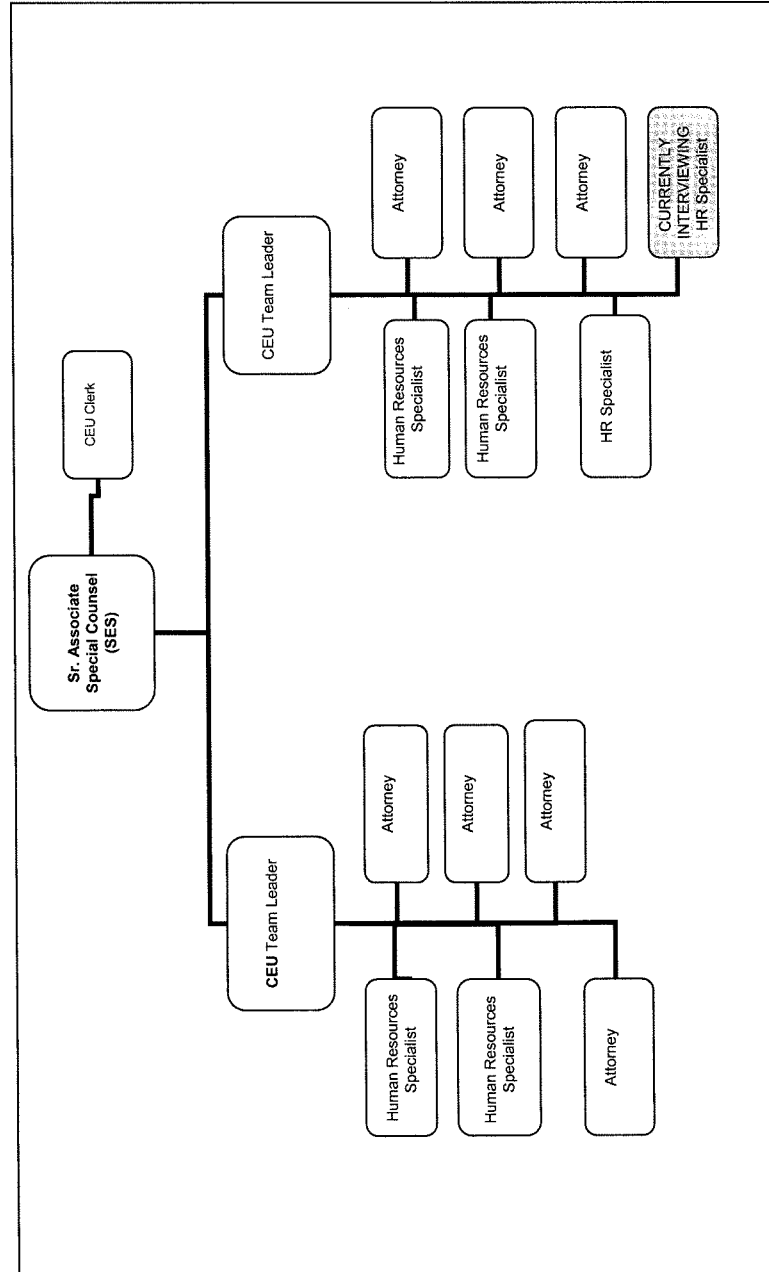 Sr. Associate
Special Counsel
(SES)
CEU Clerk
CEU Team Leader
Human Resources
Specialist
Attorney
Human Resources
Specialist
Attorney
Attorney
Attorney
CEU Team Leader
Human Resources
Specialist
Attorney
Human Resources
Specialist
Attorney
HR Specialist
Attorney
CURRENTLY
INTERVIEWING
HR Specialist